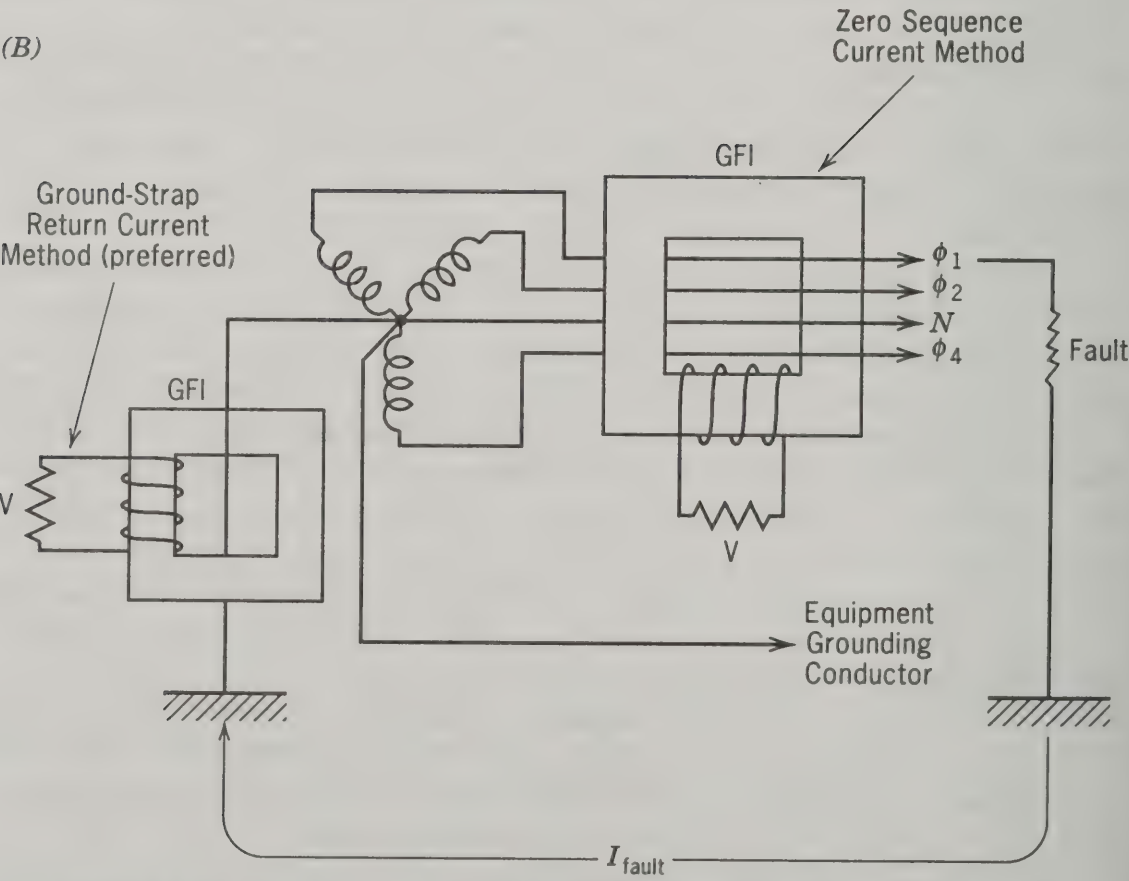 (B)
Zero Sequence
Current Method
GFI
Ground-Strap
Return Current
Method (preferred)
ϕ1
ϕ2
N
ϕ4
Fault
GFI
V
V
Equipment
Grounding
Conductor
Ifault